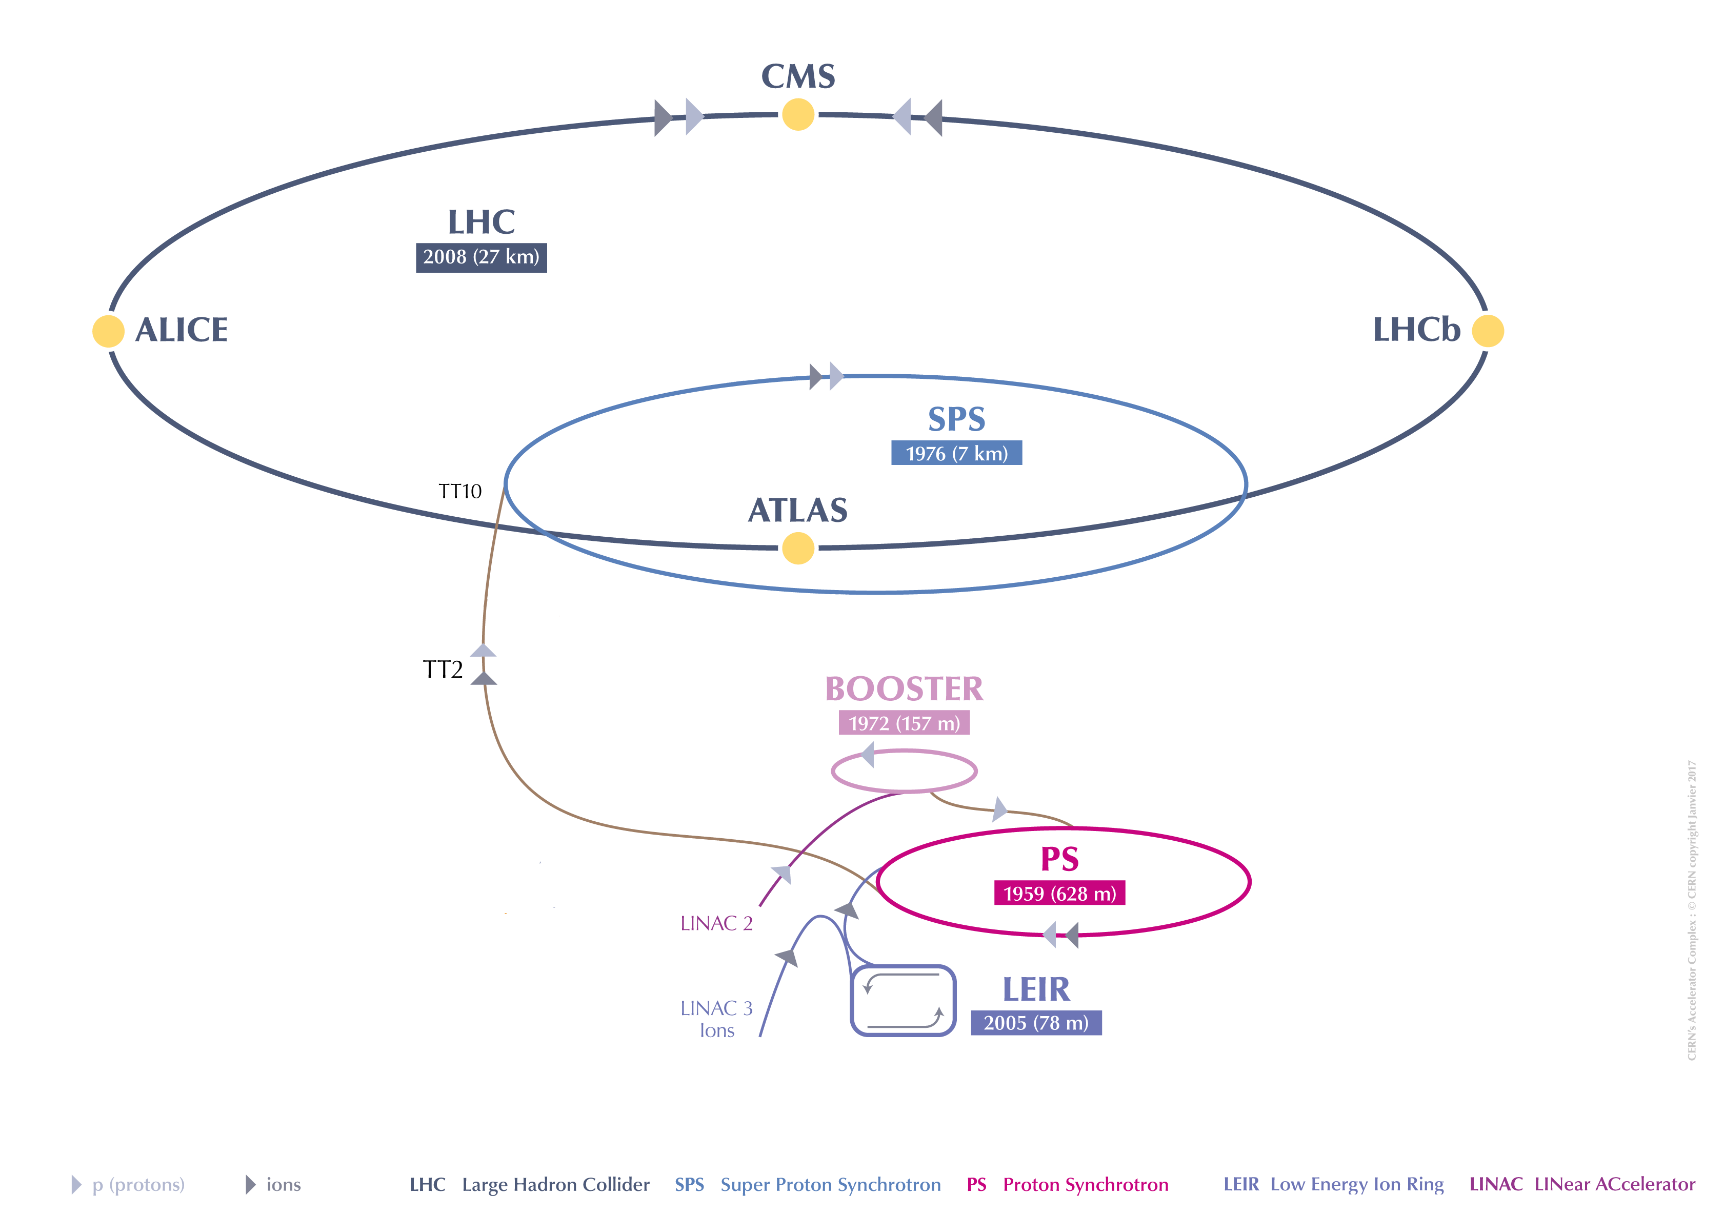 CMS
LHC
2008 (27 km)
ALICE
LHCb
SPS
1976 (7 km)
TT10
ATLAS
TT2
BOOSTER
1972 (157 m)
PS
1959 (628 m)
LINAC 2
LEIR
2005 (78 m)
LINAC 3
Ions
CERN's Accelerator Complex : © CERN copyright Janvier 2017
p (protons)
ions
LHC Large Hadron Collider
SPS Super Proton Synchrotron
PS Proton Synchrotron
LEIR Low Energy Ion Ring
LINAC LINear ACcelerator